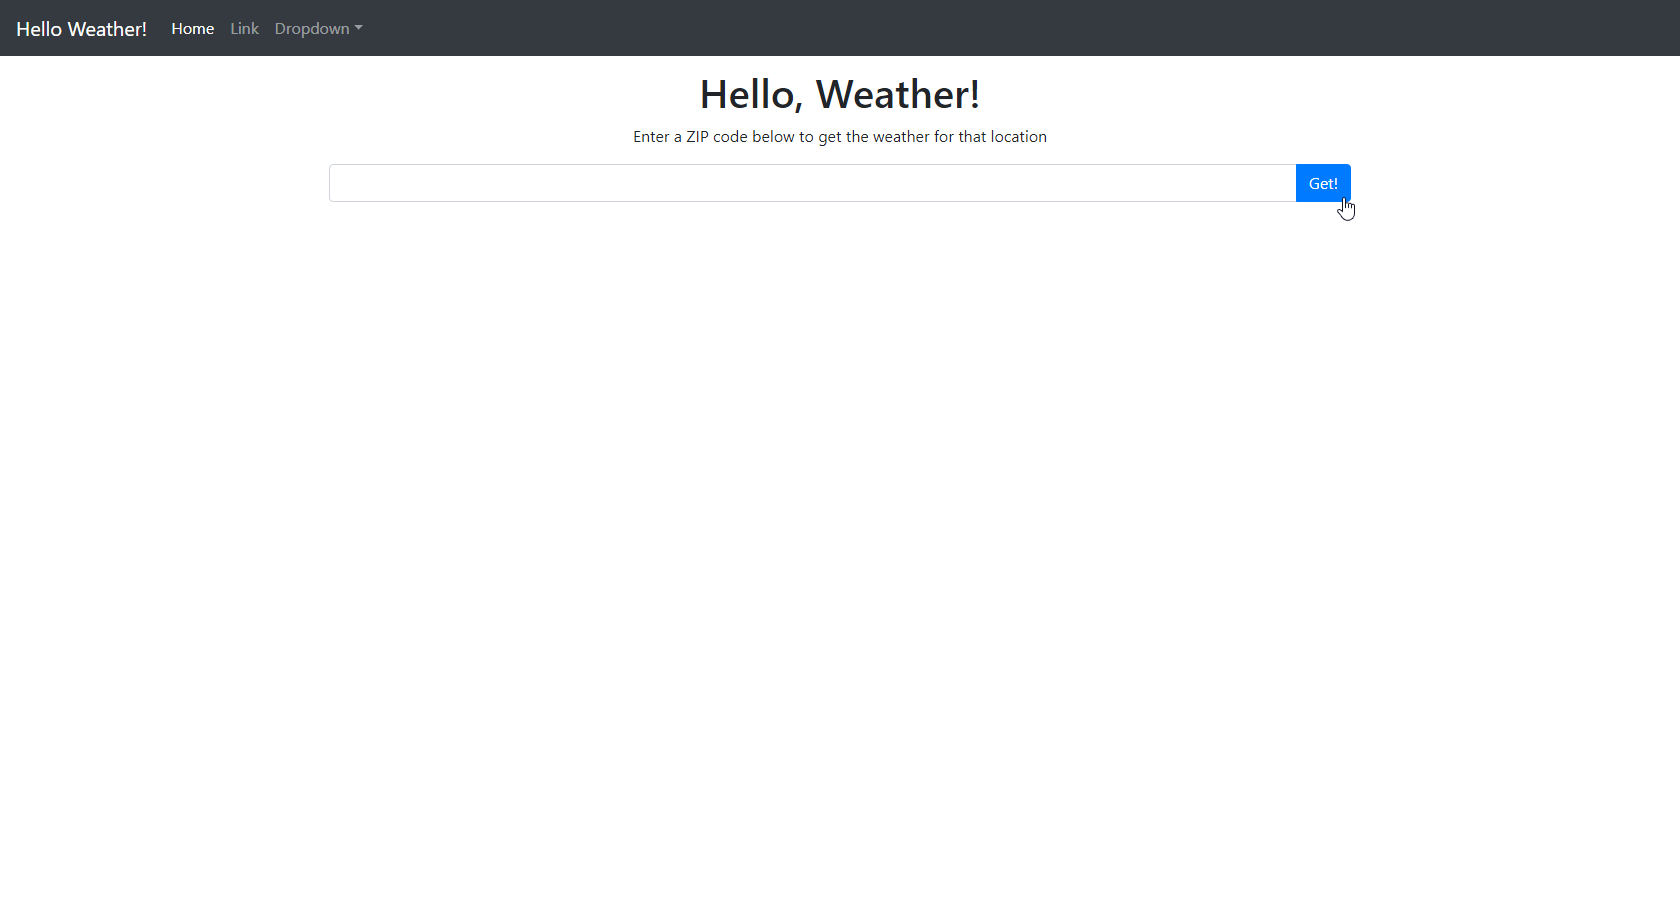 Hello Weather! Home Link Dropdown
Hello, Weather!
Enter a ZIP code below to get the weather for that location
Get!